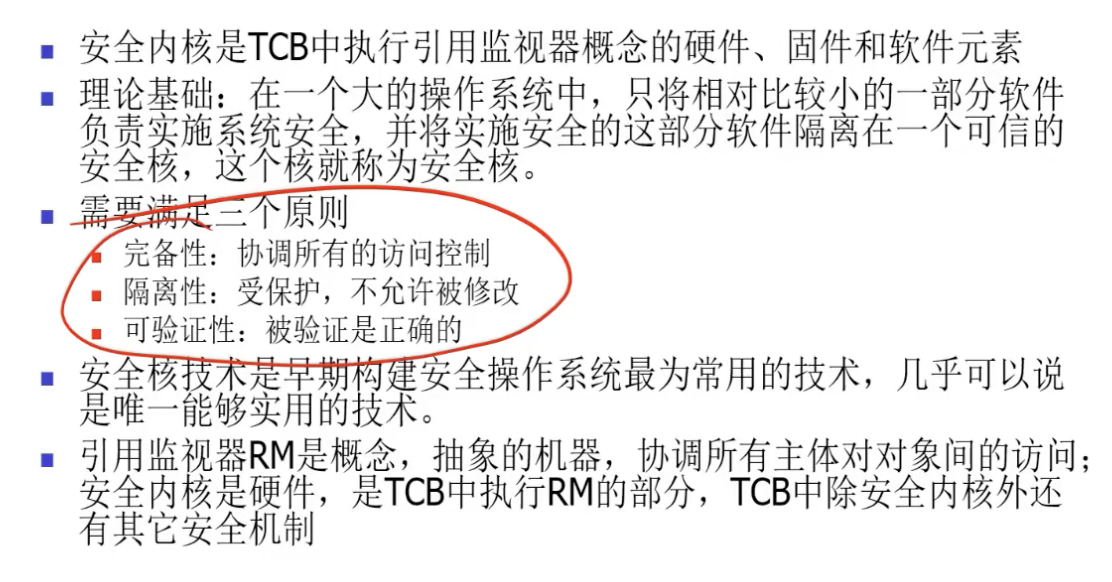 安全内核是TCB中执行引用监视器概念的硬件、固件和软件元素
理论基础：在一个大的操作系统中，只将相对比较小的一部分软件
负责实施系统安全，并将实施安全的这部分软件隔离在一个可信的
安全核，这个核就称为安全核。
需要满足三个原则
完备性：协调所有的访问控制
隔离性：受保护，不允许被修改
可验证性：被验证是正确的
安全核技术是早期构建安全操作系统最为常用的技术，几乎可以说
是唯一能够实用的技术。
引用监视器RM是概念，抽象的机器，协调所有主体对对象间的访问；
安全内核是硬件，是TCB中执行RM的部分，TCB中除安全内核外还
有其它安全机制